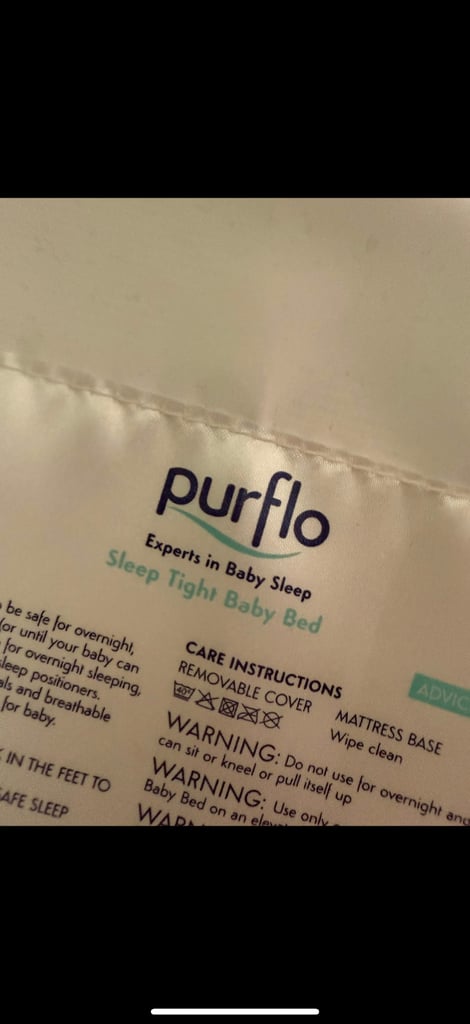 purflo
Experts in Baby Sleep
Sleep Tight Baby Bed
be safe for overnight,
or until your baby can
for overnight sleeping,
sleep positioners.
and breathable
for baby.
IN THE FEET TO
SAFE SLEEP
CARE INSTRUCTIONS
REMOVABLE COVER
40°
MATTRESS BASE
Wipe clean
WARNING: Do not use for overnight and
can sit or kneel or pull itself up
WARNING: Use only
Baby Bed on an
ADVIC